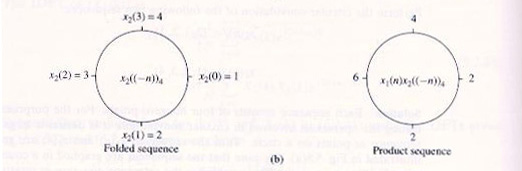 x₂(3) = 4
x₂(2) = 3
x₂((−n))₄
x₂(0) = 1
x₂(1) = 2
Folded sequence
4
6
x₁(n)x₂((−n))₄
2
2
Product sequence
(b)